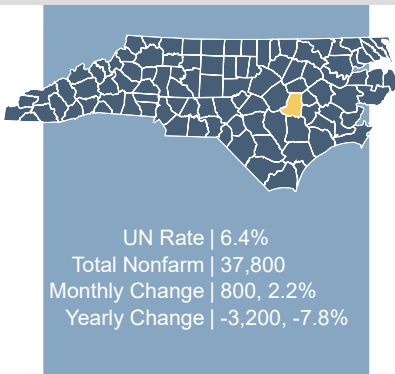 UN Rate | 6.4%
Total Nonfarm | 37,800
Monthly Change | 800, 2.2%
Yearly Change | -3,200, -7.8%